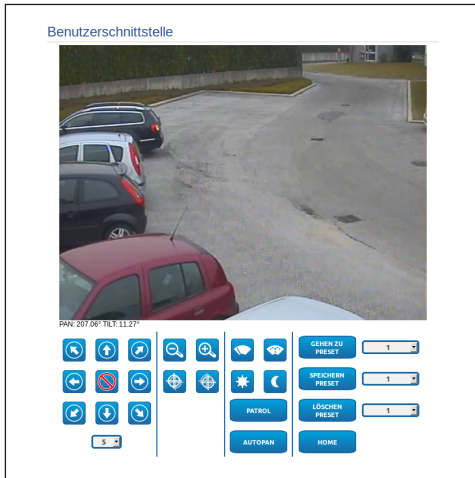 Benutzerschnittstelle
PAN: 207.06° TILT: 11.27°
GEHEN ZU
PRESET
1
SPEICHERN
PRESET
1
PATROL
LÖSCHEN
PRESET
1
5
AUTOPAN
HOME